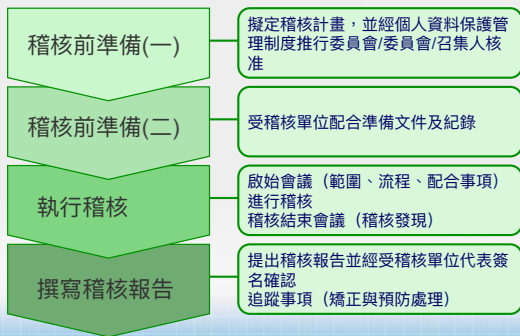 稽核前準備(一)
擬定稽核計畫，並經個人資料保護管
理制度推行委員會/委員會/召集人核
准
稽核前準備(二)
受稽核單位配合準備文件及紀錄
執行稽核
啟始會議（範圍、流程、配合事項）
進行稽核
稽核結束會議（稽核發現）
撰寫稽核報告
提出稽核報告並經受稽核單位代表簽
名確認
追蹤事項（矯正與預防處理）